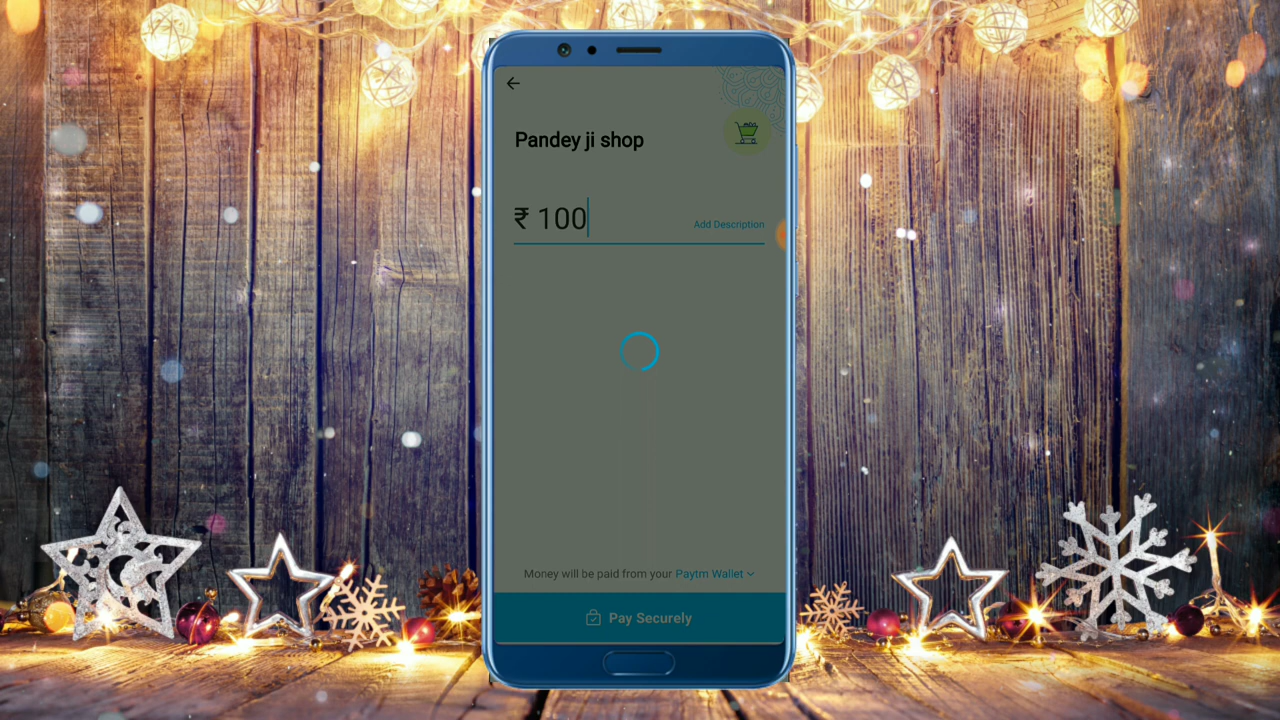 Pandey ji shop
₹ 100
Add Description
Money will be paid from your Paytm Wallet
Pay Securely